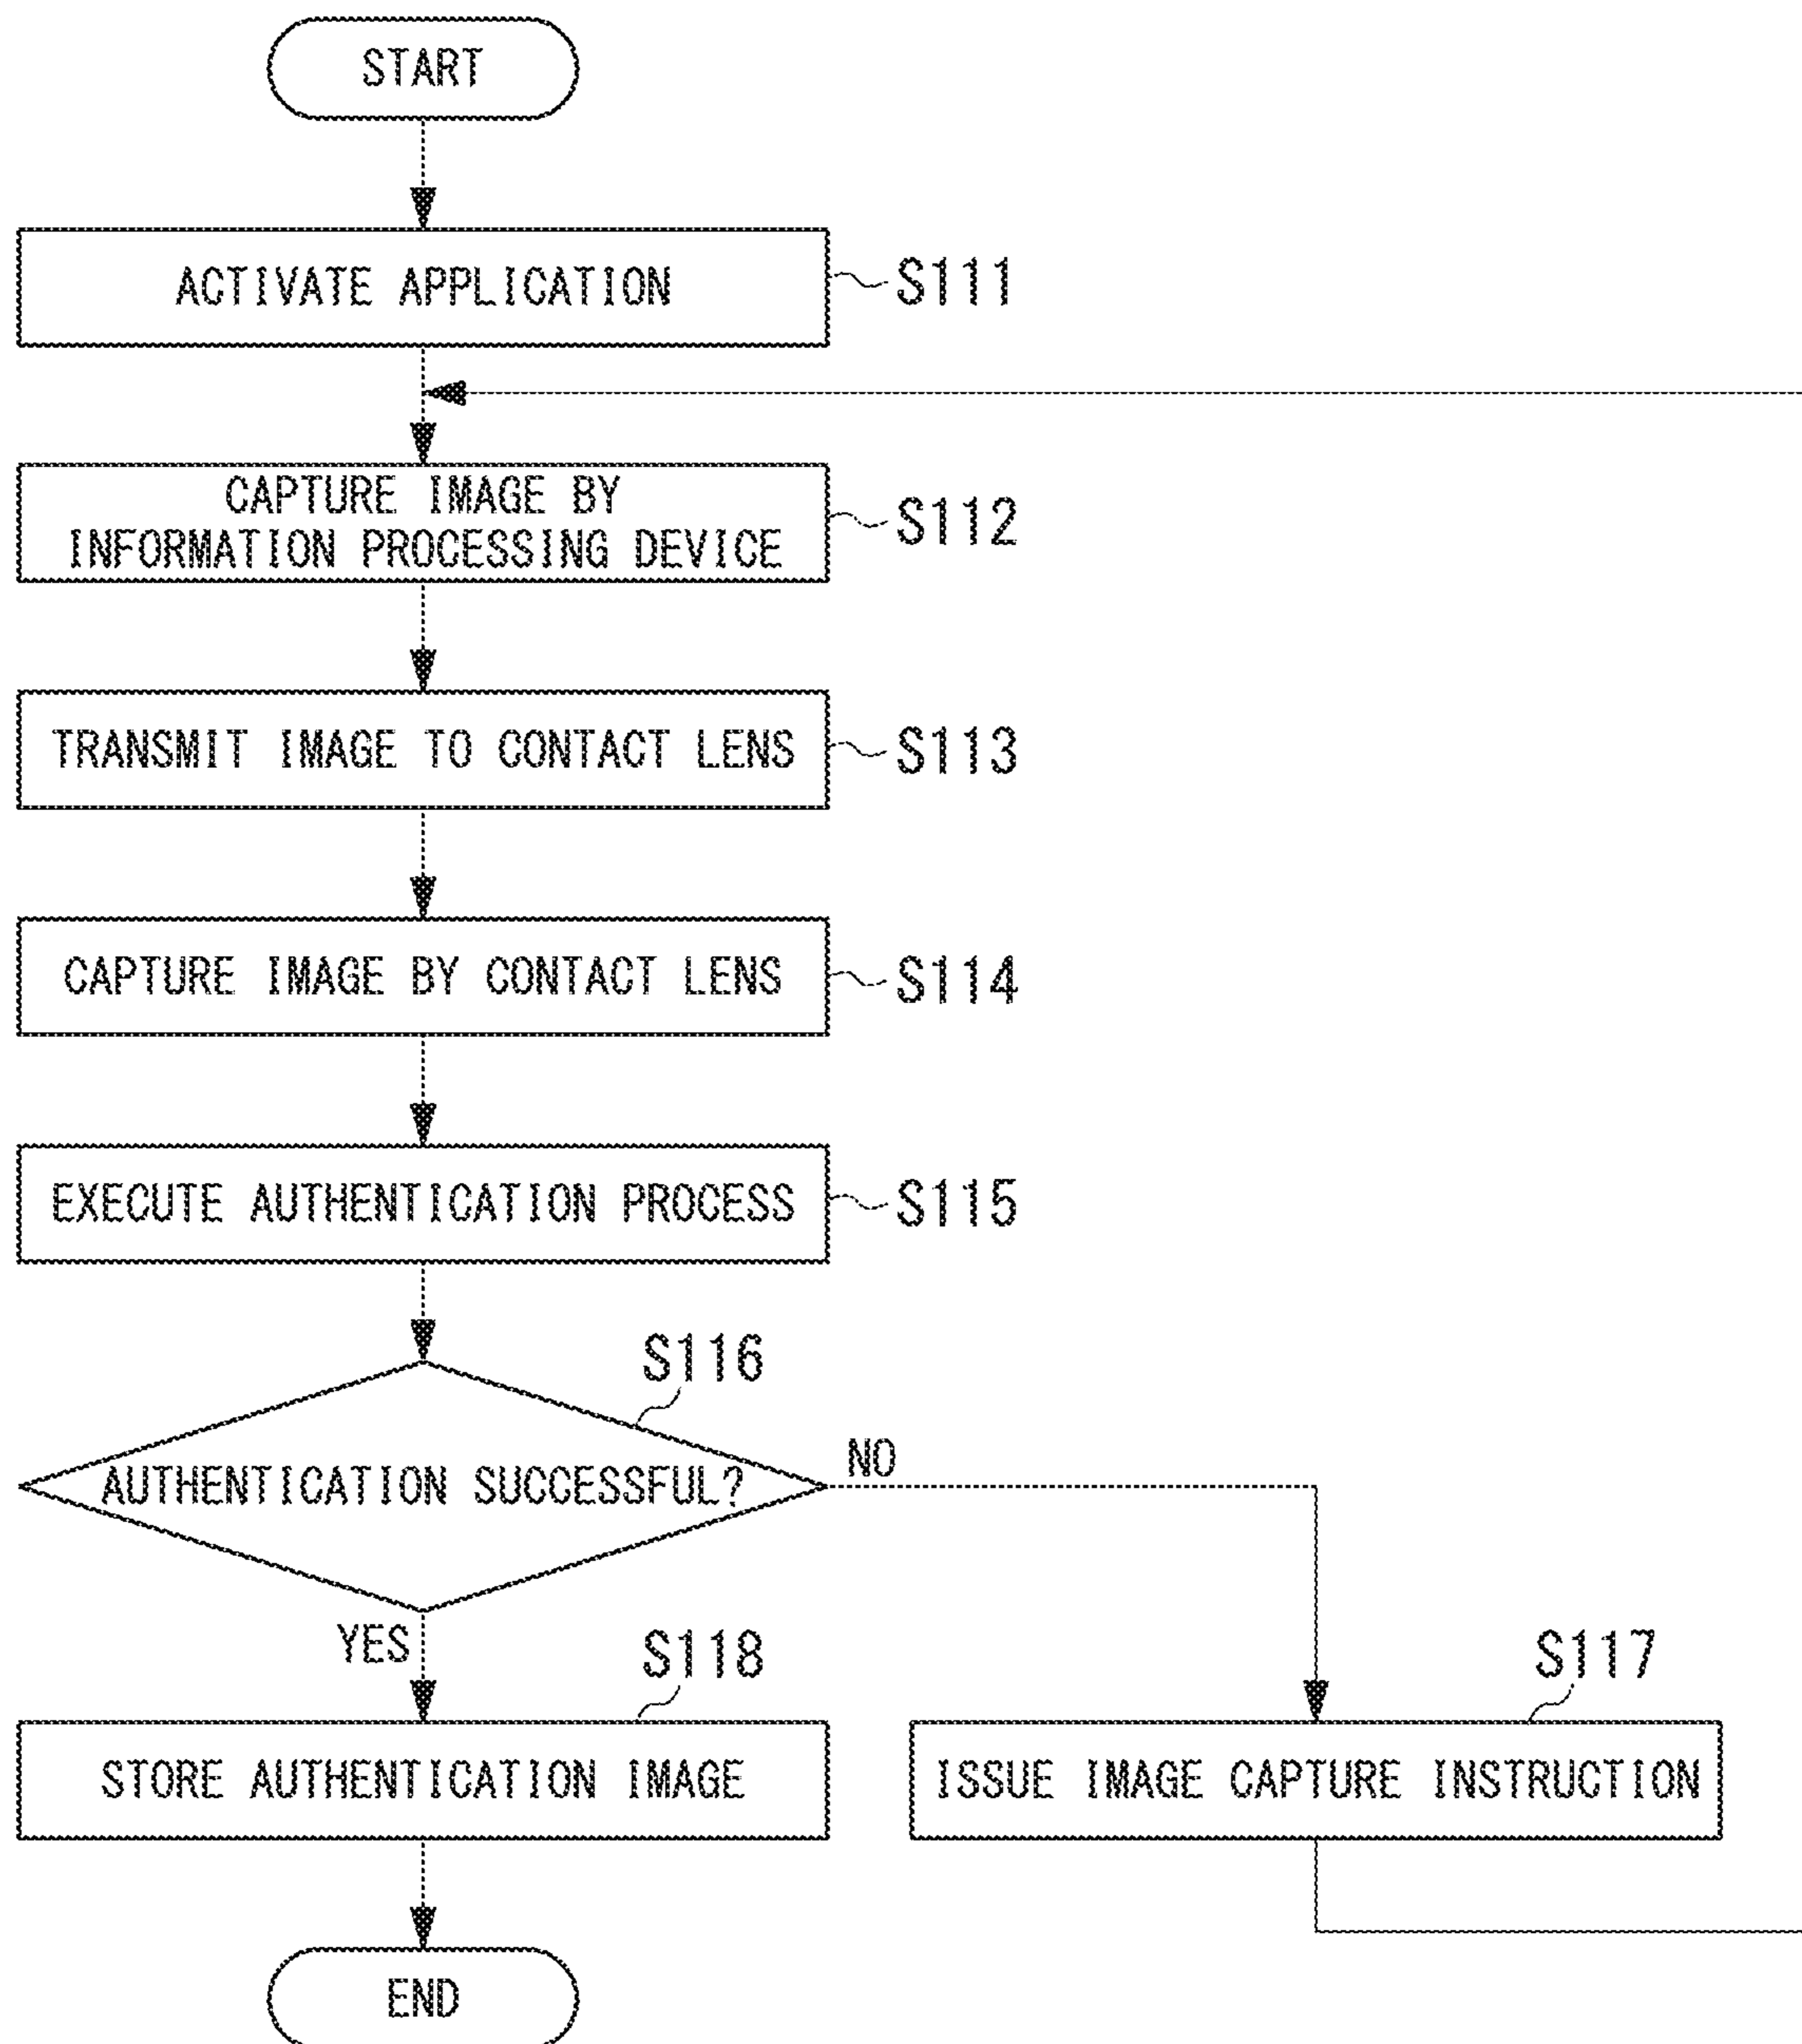 START
ACTIVATE APPLICATION
S111
CAPTURE IMAGE BY
INFORMATION PROCESSING DEVICE
S112
TRANSMIT IMAGE TO CONTACT LENS
S113
CAPTURE IMAGE BY CONTACT LENS
S114
EXECUTE AUTHENTICATION PROCESS
S115
S116
AUTHENTICATION SUCCESSFUL?
NO
YES
S118
STORE AUTHENTICATION IMAGE
S117
ISSUE IMAGE CAPTURE INSTRUCTION
END